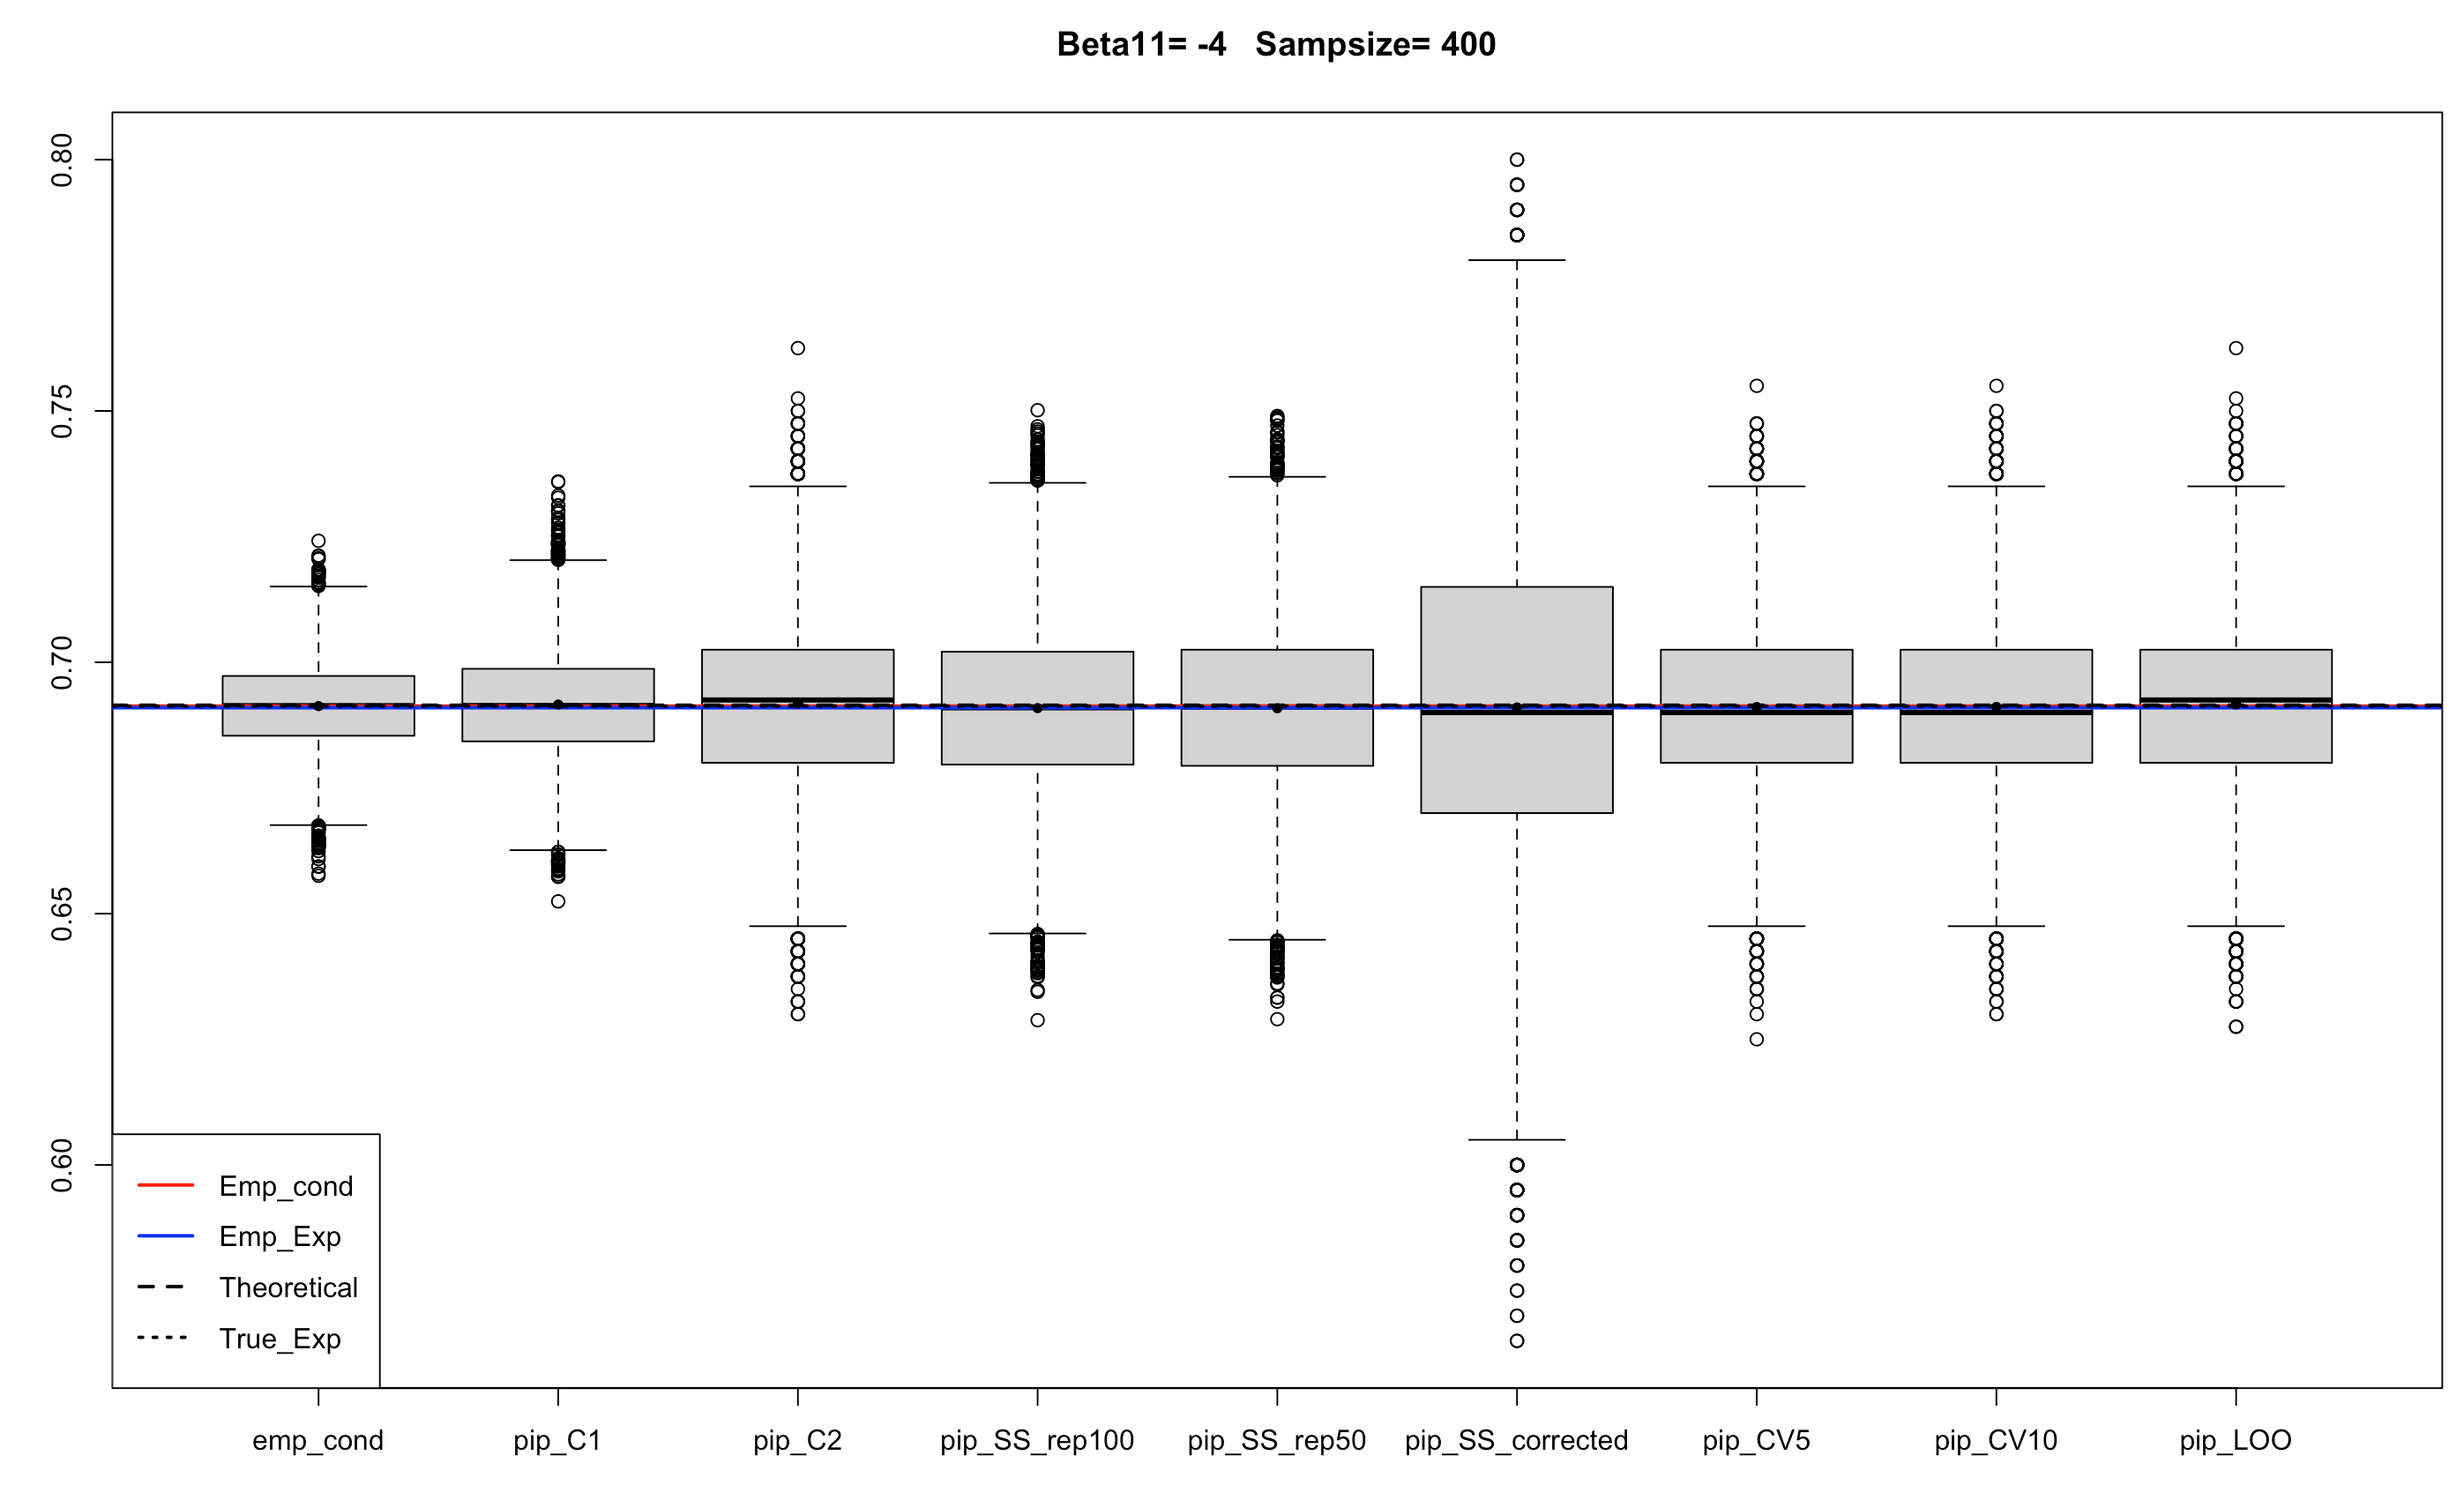 Beta11= -4 Sampsize= 400
0.80
0.75
0.70
0.65
0.60
Emp_cond
Emp_Exp
Theoretical
True_Exp
emp_cond pip_C1 pip_C2 pip_SS_rep100 pip_SS_rep50 pip_SS_corrected pip_CV5 pip_CV10 pip_LOO